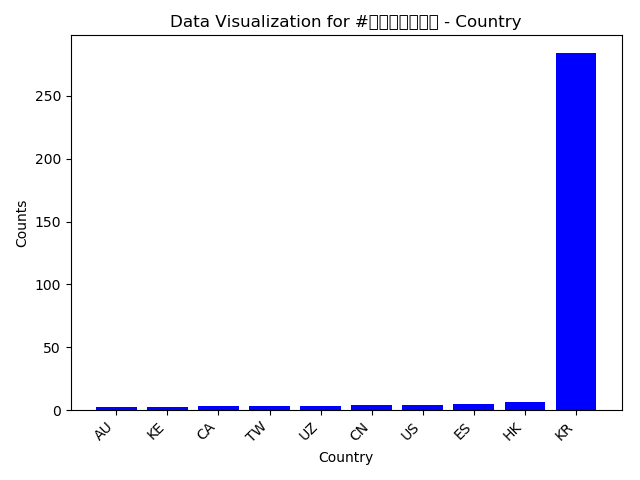 Data Visualization for # - Country
Counts
250
200
150
100
50
0
AU
KE
CA
TW
UZ
CN
US
ES
HK
KR
Country